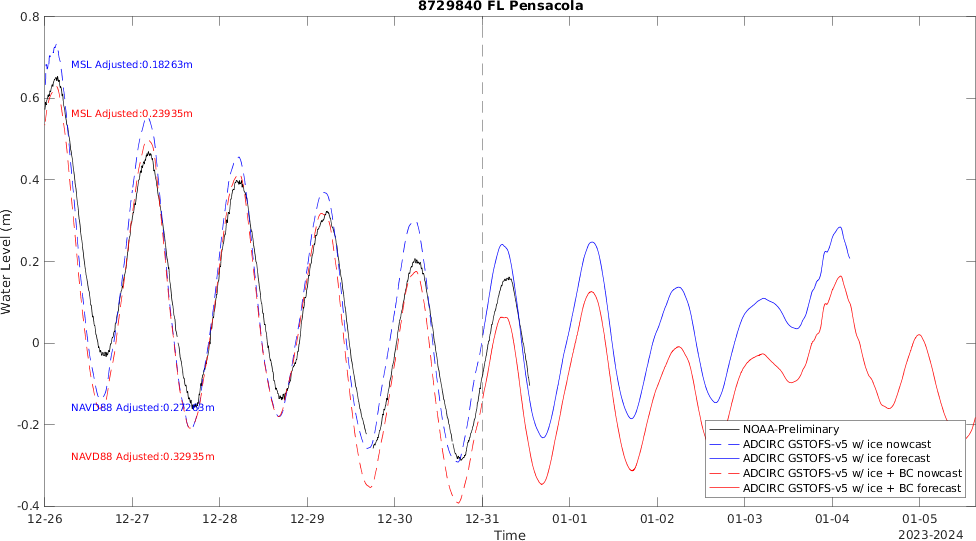 8729840 FL Pensacola
0.8
0.6
0.4
0.2
0
-0.2
-0.4
Water Level (m)
MSL Adjusted:0.18263m
MSL Adjusted:0.23935m
NAVD88 Adjusted:0.27263m
NAVD88 Adjusted:0.32935m
NOAA-Preliminary
ADCIRC GSTOFS-v5 w/ ice nowcast
ADCIRC GSTOFS-v5 w/ ice forecast
ADCIRC GSTOFS-v5 w/ ice + BC nowcast
ADCIRC GSTOFS-v5 w/ ice + BC forecast
12-26 12-27 12-28 12-29 12-30 12-31 01-01 01-02 01-03 01-04 01-05
Time
2023-2024